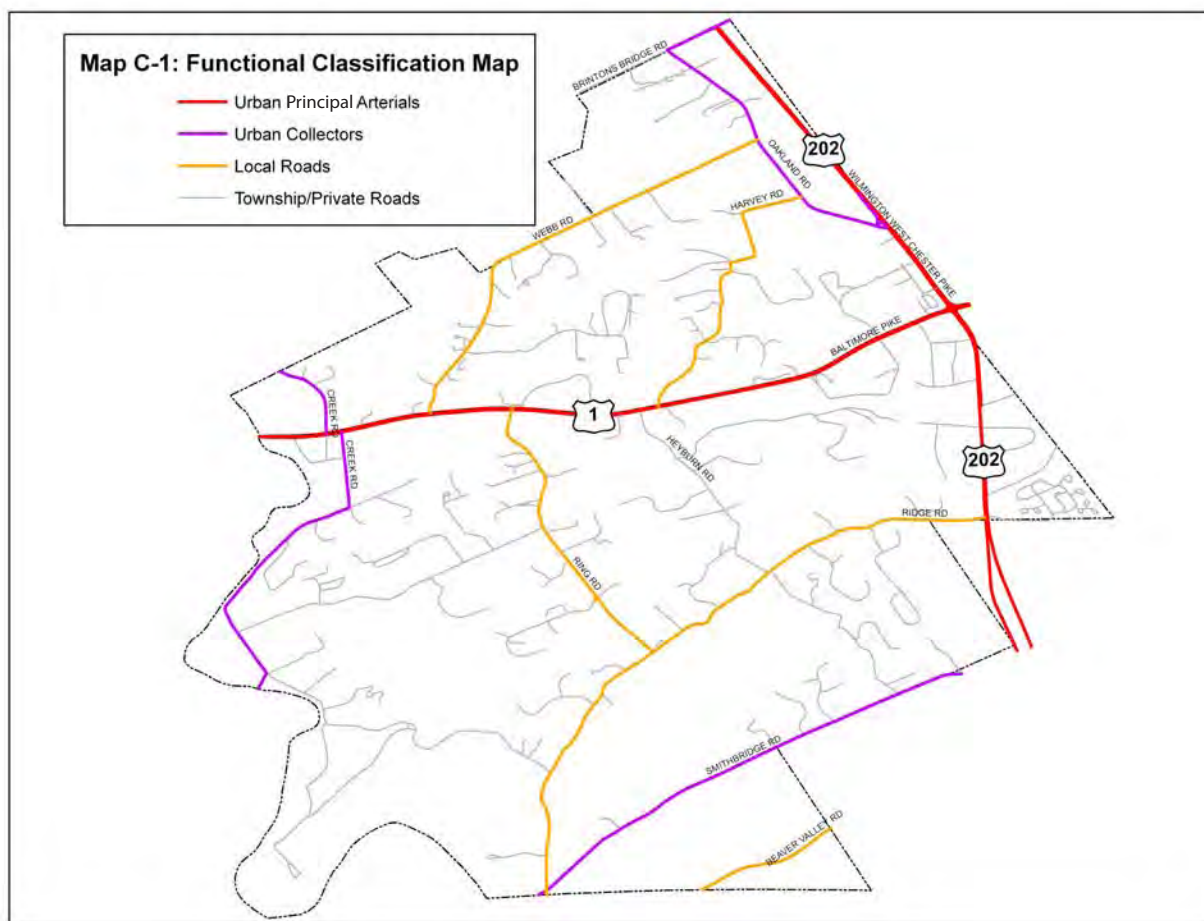 Map C-1: Functional Classification Map
Urban Principal Arterials
Urban Collectors
Local Roads
Township/Private Roads
BRINTONS BRIDGE RD
202
OAKLAND RD
WILMINGTON WEST CHESTER PIKE
HARVEY RD
WEBB RD
BALTIMORE PIKE
CREEK RD
1
CREEK RD
HEYBURN RD
202
RIDGE RD
RING RD
SMITHBRIDGE RD
BEAVER VALLEY RD